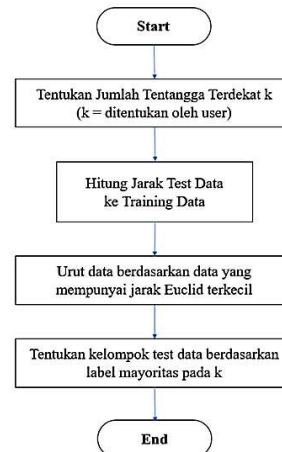 Start
Tentukan Jumlah Tentangga Terdekat k
(k = ditentukan oleh user)
Hitung Jarak Test Data
ke Training Data
Urut data berdasarkan data yang
mempunyai jarak Euclid terkecil
Tentukan kelompok test data berdasarkan
label mayoritas pada k
End